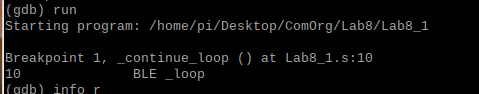 (gdb) run
Starting program: /home/pi/Desktop/ComOrg/Lab8/Lab8_1
Breakpoint 1, _continue_loop () at Lab8_1.s:10
10 BLE _loop
(gdb) info r